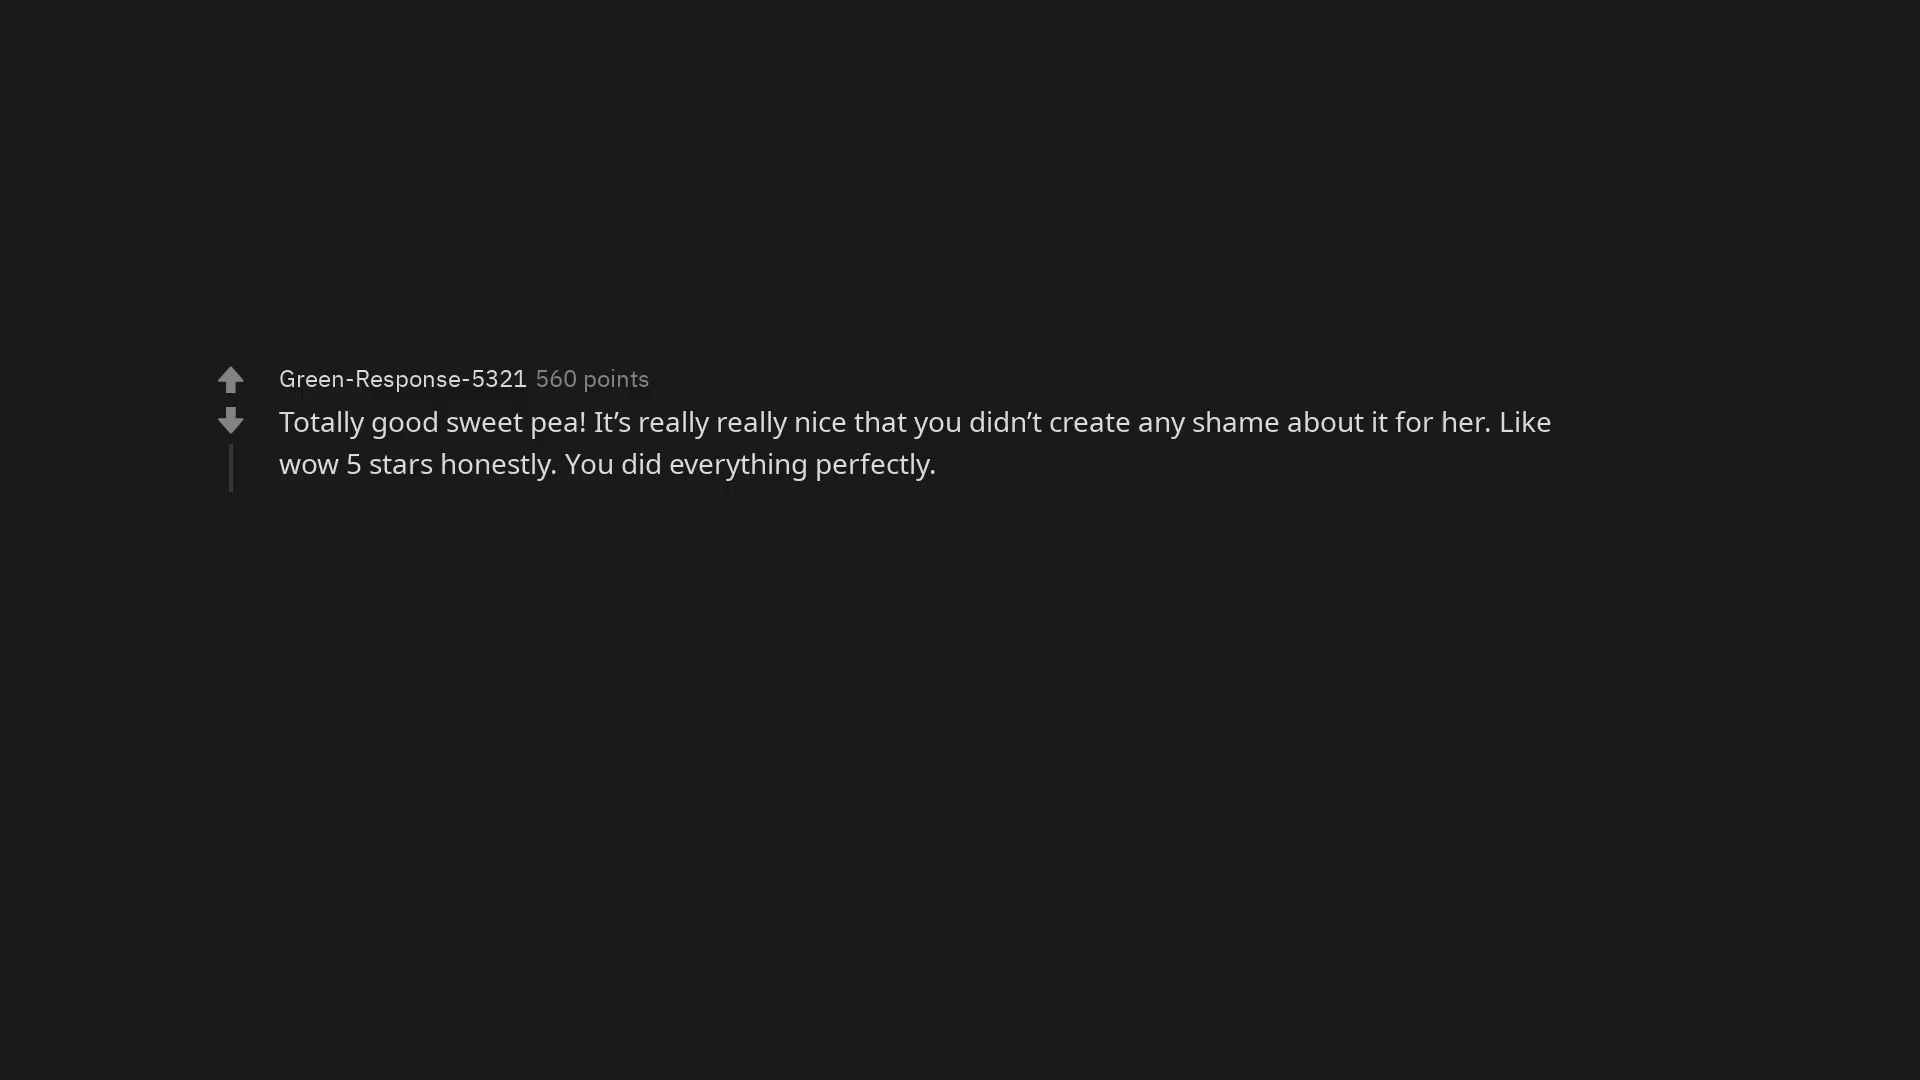 Green-Response-5321 560 points
Totally good sweet pea! It’s really really nice that you didn’t create any shame about it for her. Like
wow 5 stars honestly. You did everything perfectly.